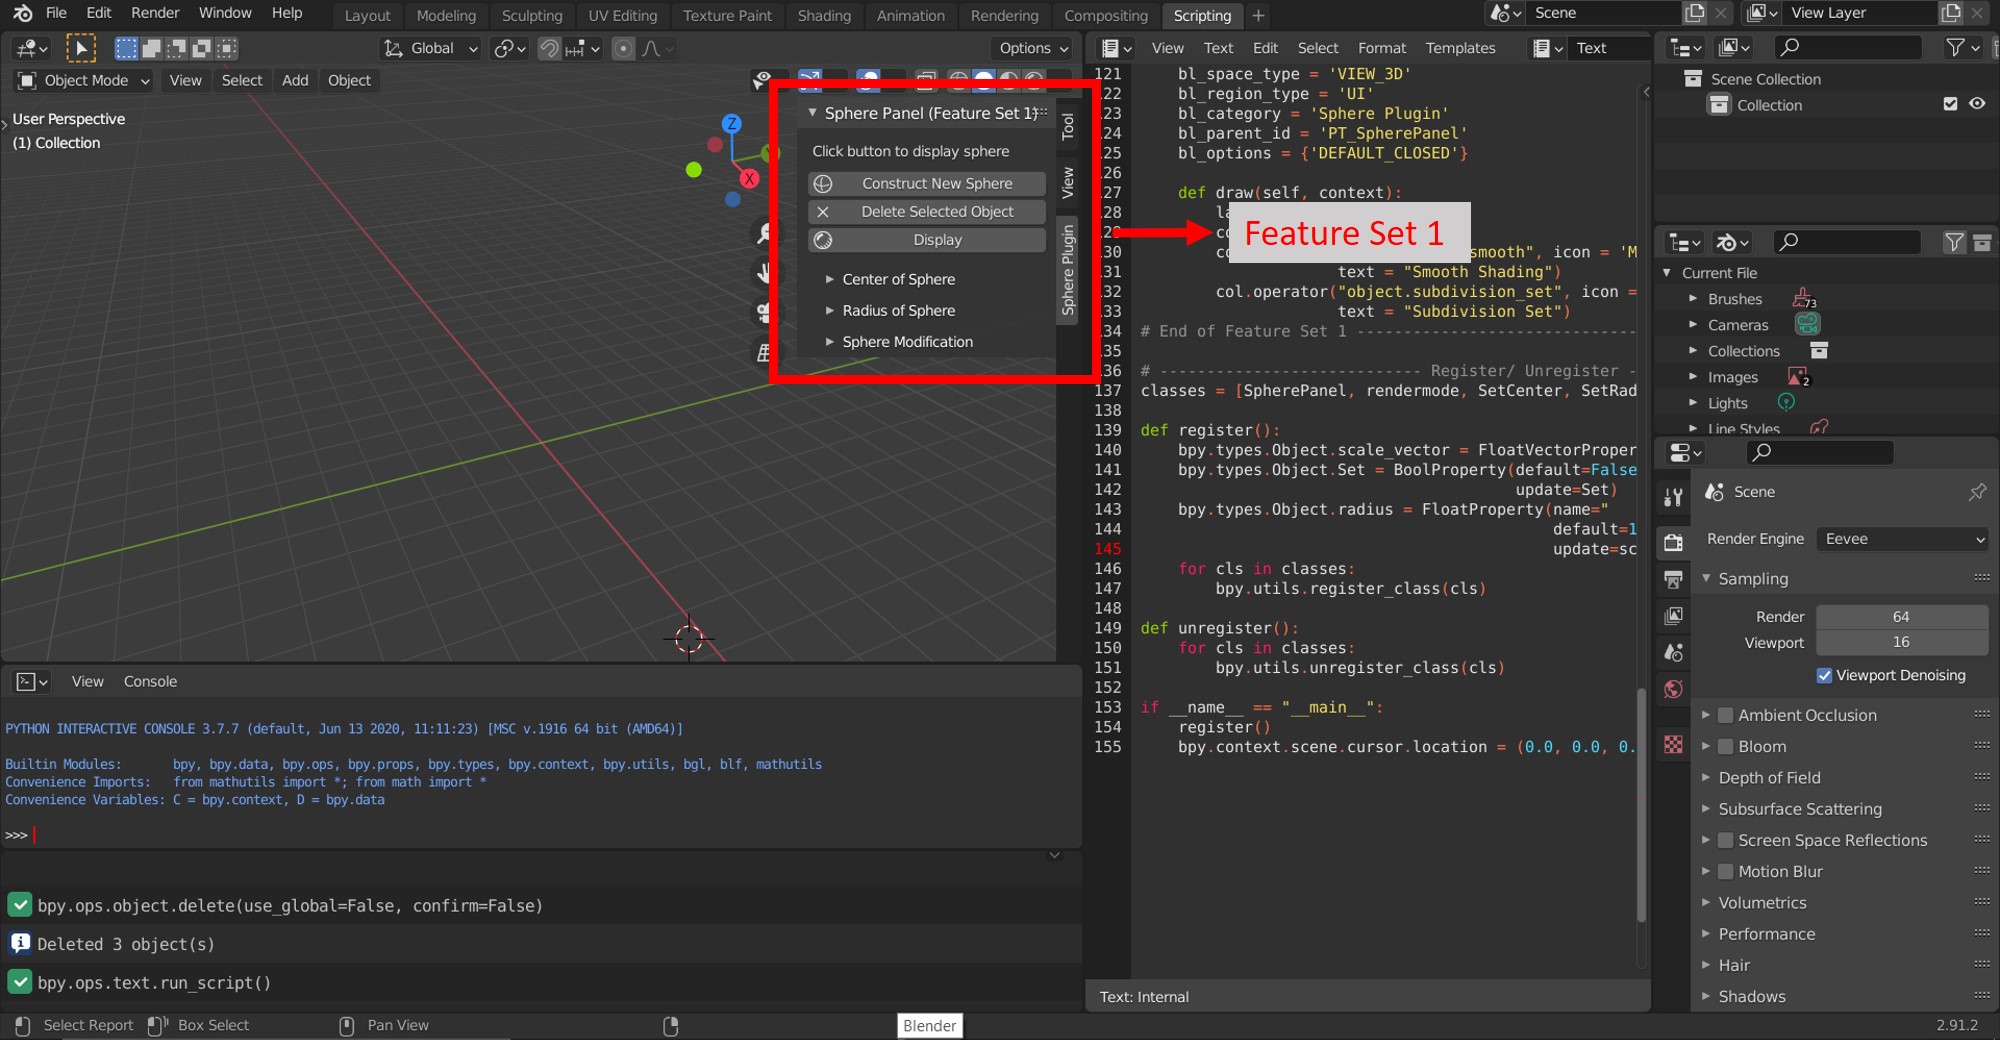 File Edit Render Window Help
Layout Modeling Sculpting UV Editing Texture Paint Shading Animation Rendering Compositing Scripting +
Scene
View Layer
Global
Options
Object Mode View Select Add Object
User Perspective
(1) Collection
Z
X
Sphere Panel (Feature Set 1)
Click button to display sphere
Construct New Sphere
Delete Selected Object
Display
Center of Sphere
Radius of Sphere
Sphere Modification
Tool
View
Sphere Plugin
Feature Set 1
View Text Edit Select Format Templates
Text
121 bl_space_type = 'VIEW_3D'
122 bl_region_type = 'UI'
123 bl_category = 'Sphere Plugin'
124 bl_parent_id = 'PT_SpherePanel'
125 bl_options = {'DEFAULT_CLOSED'}
126
127 def draw(self, context):
128
129
130 smooth", icon = 'M
131 text = "Smooth Shading")
132 col.operator("object.subdivision_set", icon =
133 text = "Subdivision Set")
134 # End of Feature Set 1 ------------------------------
135
136 # ---------------------------- Register/ Unregister -
137 classes = [SpherePanel, rendermode, SetCenter, SetRad
138
139 def register():
140 bpy.types.Object.scale_vector = FloatVectorProper
141 bpy.types.Object.Set = BoolProperty(default=False
142 update=Set)
143 bpy.types.Object.radius = FloatProperty(name="
144 default=1
145 update=sc
146 for cls in classes:
147 bpy.utils.register_class(cls)
148
149 def unregister():
150 for cls in classes:
151 bpy.utils.unregister_class(cls)
152
153 if __name__ == "__main__":
154 register()
155 bpy.context.scene.cursor.location = (0.0, 0.0, 0.
Text: Internal
Scene Collection
Collection
Current File
Brushes 73
Cameras
Collections
Images 2
Lights
Line Styles
Scene
Render Engine Eevee
Sampling
Render 64
Viewport 16
Viewport Denoising
Ambient Occlusion
Bloom
Depth of Field
Subsurface Scattering
Screen Space Reflections
Motion Blur
Volumetrics
Performance
Hair
Shadows
View Console
PYTHON INTERACTIVE CONSOLE 3.7.7 (default, Jun 13 2020, 11:11:23) [MSC v.1916 64 bit (AMD64)]
Builtin Modules: bpy, bpy.data, bpy.ops, bpy.props, bpy.types, bpy.context, bpy.utils, bgl, blf, mathutils
Convenience Imports: from mathutils import *; from math import *
Convenience Variables: C = bpy.context, D = bpy.data
>>>
bpy.ops.object.delete(use_global=False, confirm=False)
Deleted 3 object(s)
bpy.ops.text.run_script()
Select Report Box Select Pan View
Blender
2.91.2